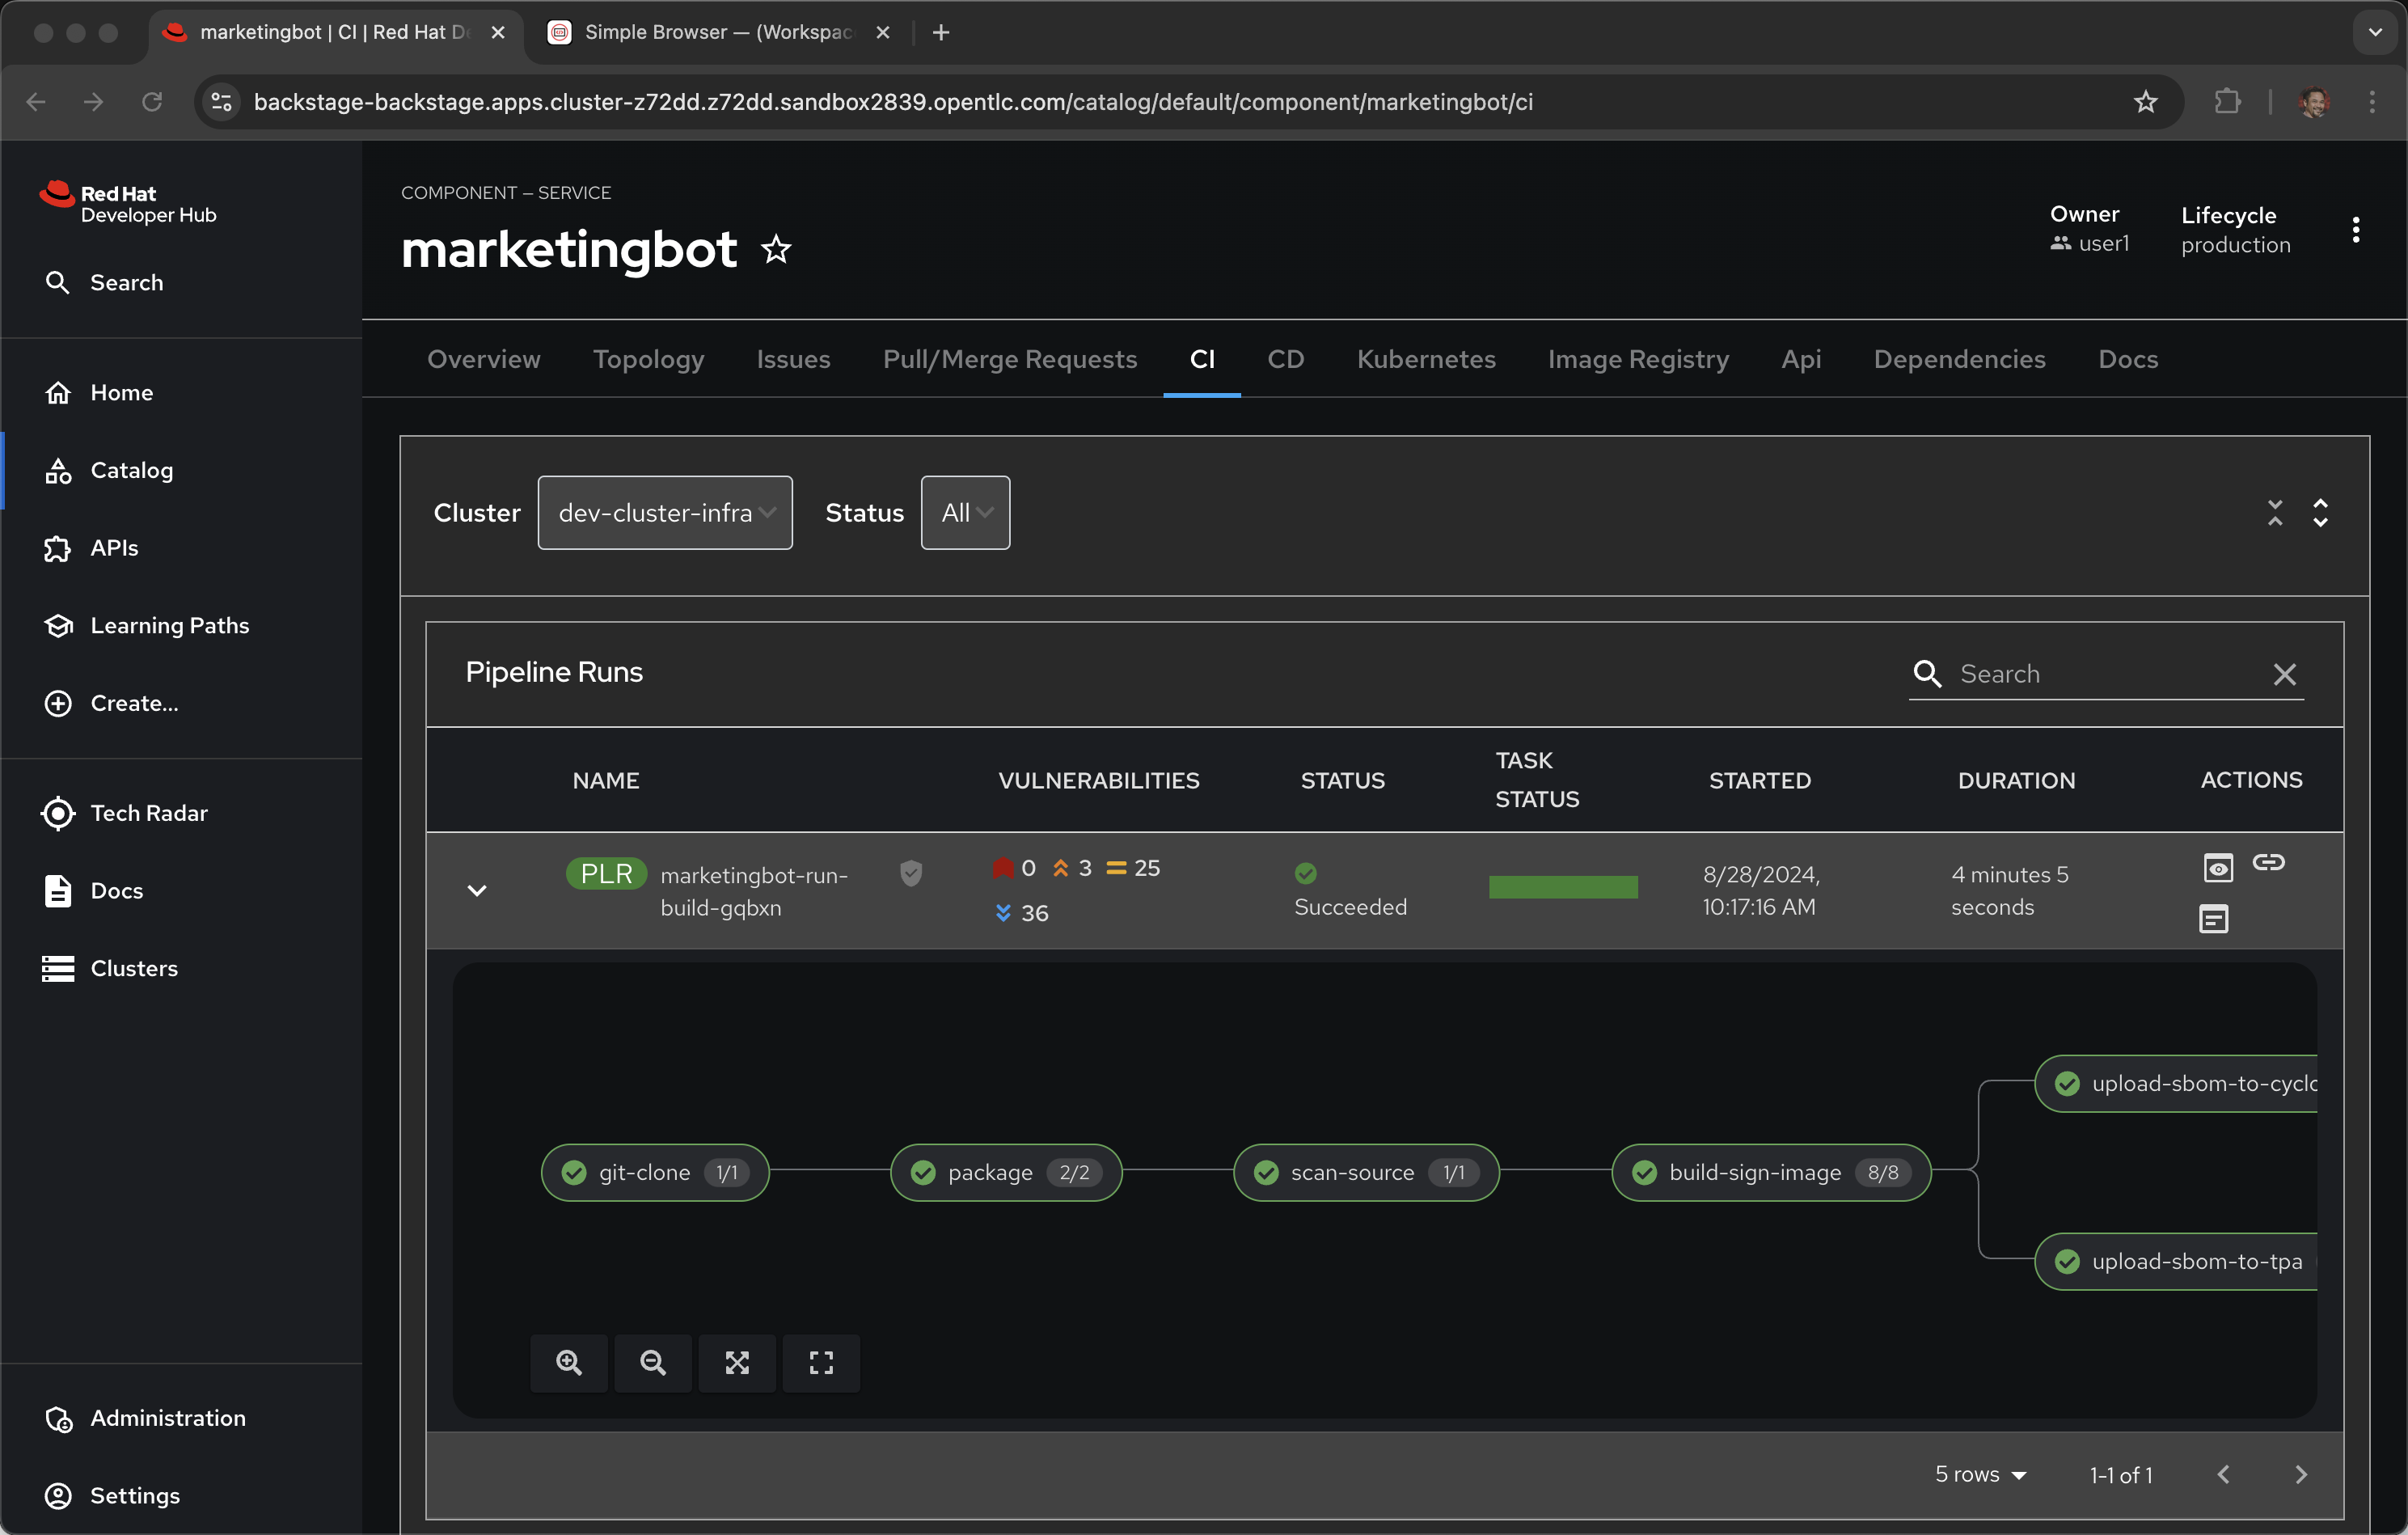 marketingbot | CI | Red Hat De
Simple Browser — (Workspac
backstage-backstage.apps.cluster-z72dd.z72dd.sandbox2839.opentlc.com/catalog/default/component/marketingbot/ci
Red Hat
Developer Hub
Search
Home
Catalog
APIs
Learning Paths
Create...
Tech Radar
Docs
Clusters
Administration
Settings
COMPONENT — SERVICE
marketingbot
Owner
user1
Lifecycle
production
Overview Topology Issues Pull/Merge Requests CI CD Kubernetes Image Registry Api Dependencies Docs
Cluster dev-cluster-infra Status All
Pipeline Runs
Search
NAME VULNERABILITIES STATUS TASK STATUS STARTED DURATION ACTIONS
PLR marketingbot-run-
build-gqbxn
0 3 25
36
Succeeded
8/28/2024,
10:17:16 AM
4 minutes 5
seconds
git-clone 1/1
package 2/2
scan-source 1/1
build-sign-image 8/8
upload-sbom-to-cyclo
upload-sbom-to-tpa
5 rows 1-1 of 1